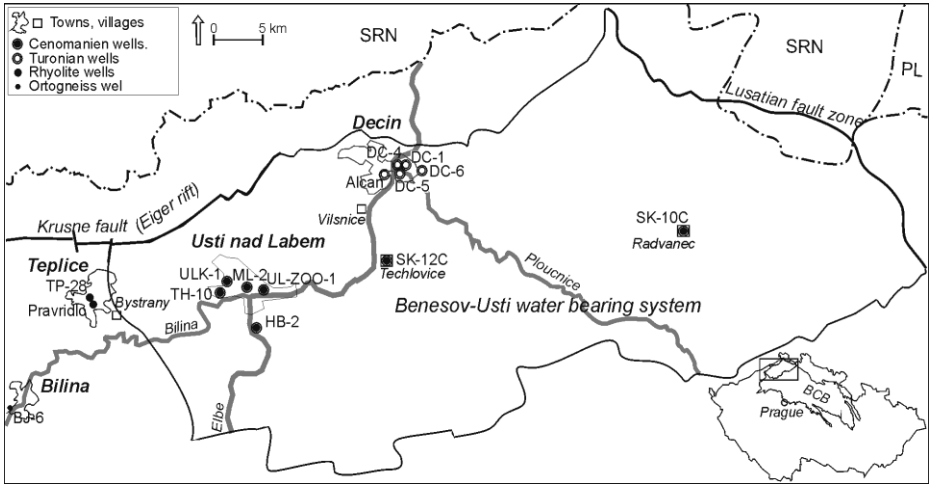 Towns, villages
Cenomanien wells.
Turonian wells
Rhyolite wells
Ortogneiss wel
0 5 km
SRN
SRN
PL
Lusatian fault zone
Decin
DC-4
DC-1
DC-6
Alcan
DC-5
Vilsnice
Krusne fault (Eiger rift)
Usti nad Labem
SK-10C
Radvanec
Teplice
TP-28
Pravridlo
Bystrany
ULK-1
ML-2
UL-ZOO-1
TH-10
SK-12C
Techlovice
Ploucnice
Benesov-Usti water bearing system
Bilina
HB-2
Bilina
BJ-6
Elbe
BCB
Prague